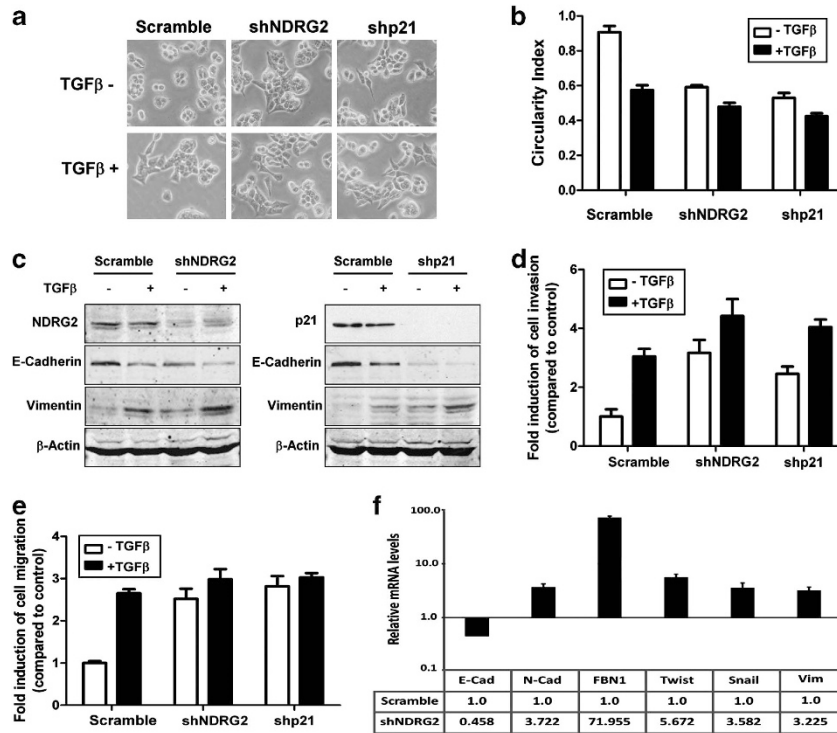 a
Scramble shNDRG2 shp21
TGFβ -
TGFβ +
b
Circularity Index
1.0
0.8
0.6
0.4
0.2
0.0
- TGFβ
+TGFβ
Scramble shNDRG2 shp21
c
Scramble shNDRG2
TGFβ - + - +
NDRG2
E-Cadherin
Vimentin
β-Actin
Scramble shp21
- + - +
p21
E-Cadherin
Vimentin
β-Actin
d
Fold induction of cell invasion
(compared to control)
6
4
2
0
- TGFβ
+TGFβ
Scramble shNDRG2 shp21
e
Fold induction of cell migration
(compared to control)
4
3
2
1
0
- TGFβ
+TGFβ
Scramble shNDRG2 shp21
f
Relative mRNA levels
100.0
10.0
1.0
0.1
E-Cad N-Cad FBN1 Twist Snail Vim
Scramble 1.0 1.0 1.0 1.0 1.0 1.0
shNDRG2 0.458 3.722 71.955 5.672 3.582 3.225